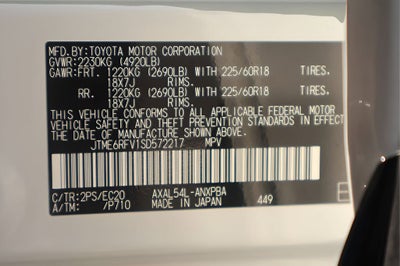 MFD.BY:TOYOTA MOTOR CORPORATION
GVWR:2230KG (4920LB)
GAWR:FRT. 1220KG (2690LB) WITH 225/60R18 TIRES.
18X7J RIMS.
RR. 1220KG (2690LB) WITH 225/60R18 TIRES.
18X7J RIMS.
THIS VEHICLE CONFORMS TO ALL APPLICABLE FEDERAL MOTOR
VEHICLE SAFETY AND THEFT PREVENTION STANDARDS IN EFFECT
THE DATE OF MANUFACTURE SHOWN ABOVE.
JTME6RFV1SD572217 MPV
C/TR:2PS/EC20 AXAL54L-ANXPBA
A/TM: /P710 MADE IN JAPAN 449